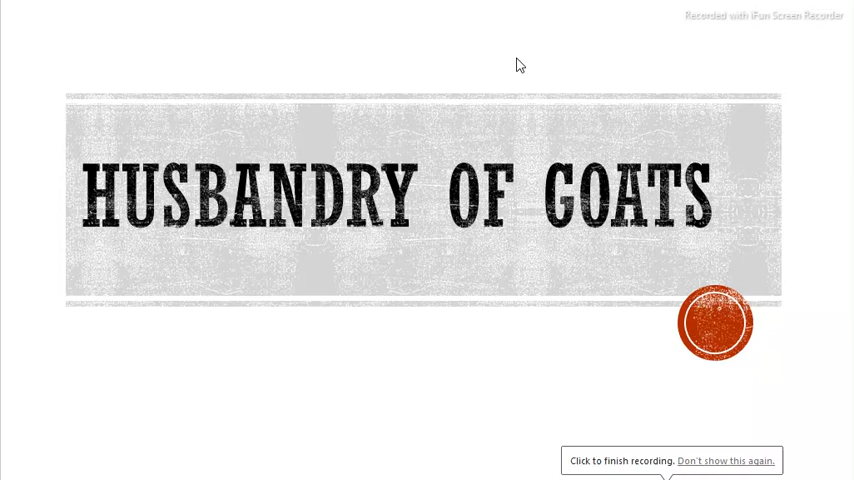 Recorded with iFun Screen Recorder
HUSBANDRY OF GOATS
Click to finish recording. Don't show this again.